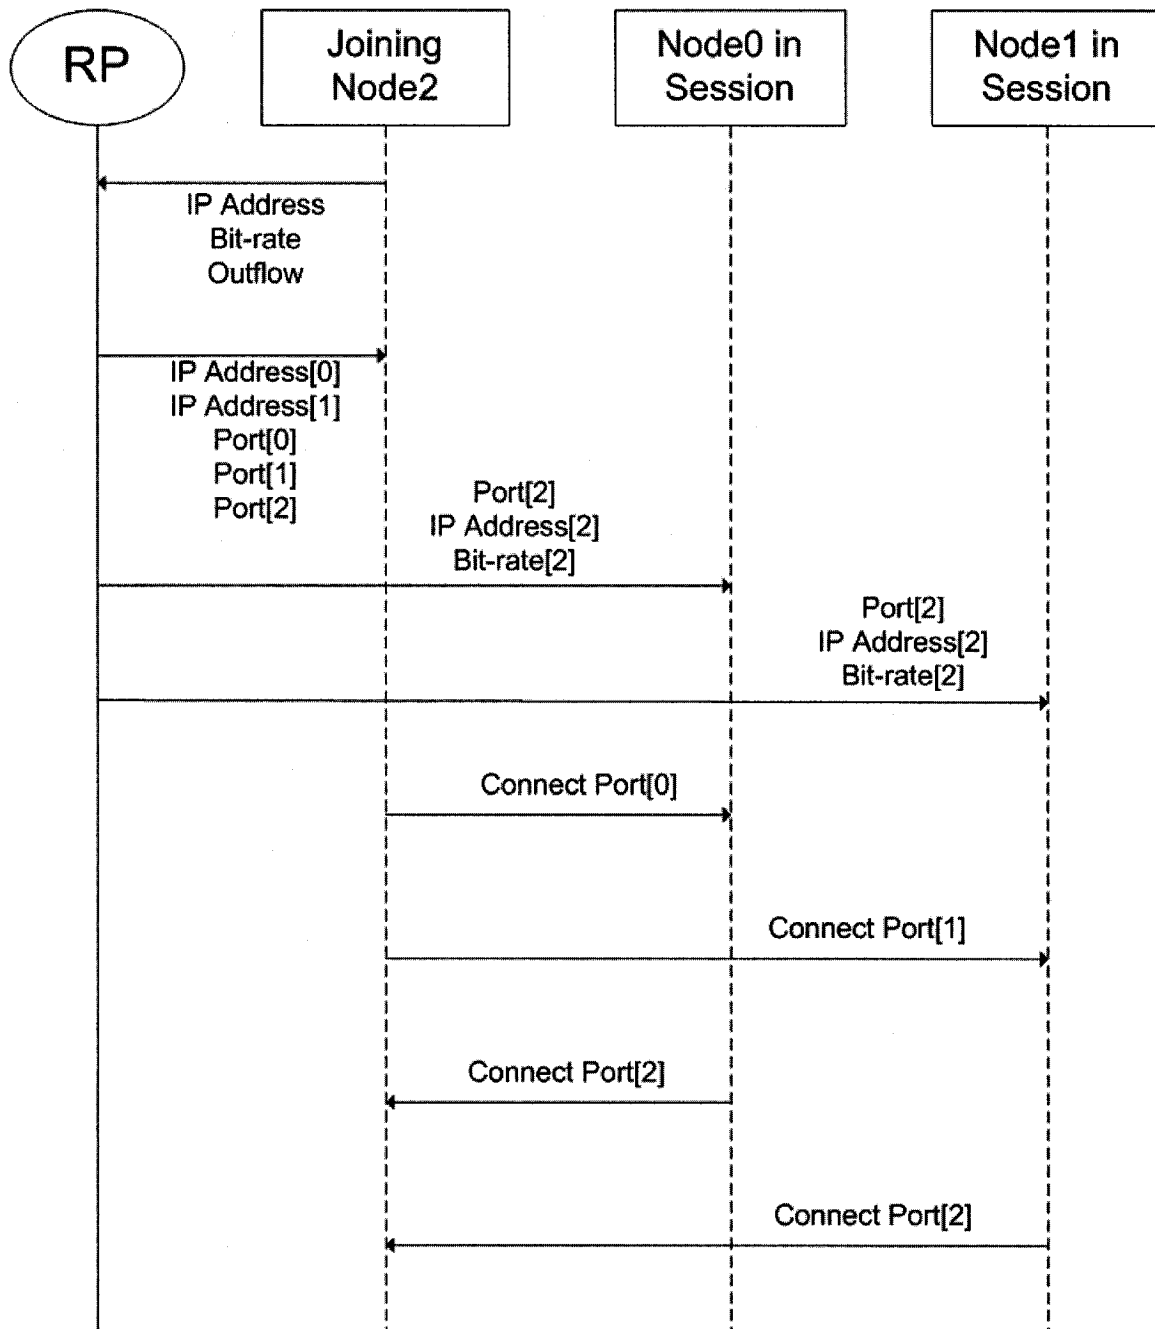 RP
Joining
Node2
Node0 in
Session
Node1 in
Session
IP Address
Bit-rate
Outflow
IP Address[0]
IP Address[1]
Port[0]
Port[1]
Port[2]
Port[2]
IP Address[2]
Bit-rate[2]
Port[2]
IP Address[2]
Bit-rate[2]
Connect Port[0]
Connect Port[1]
Connect Port[2]
Connect Port[2]